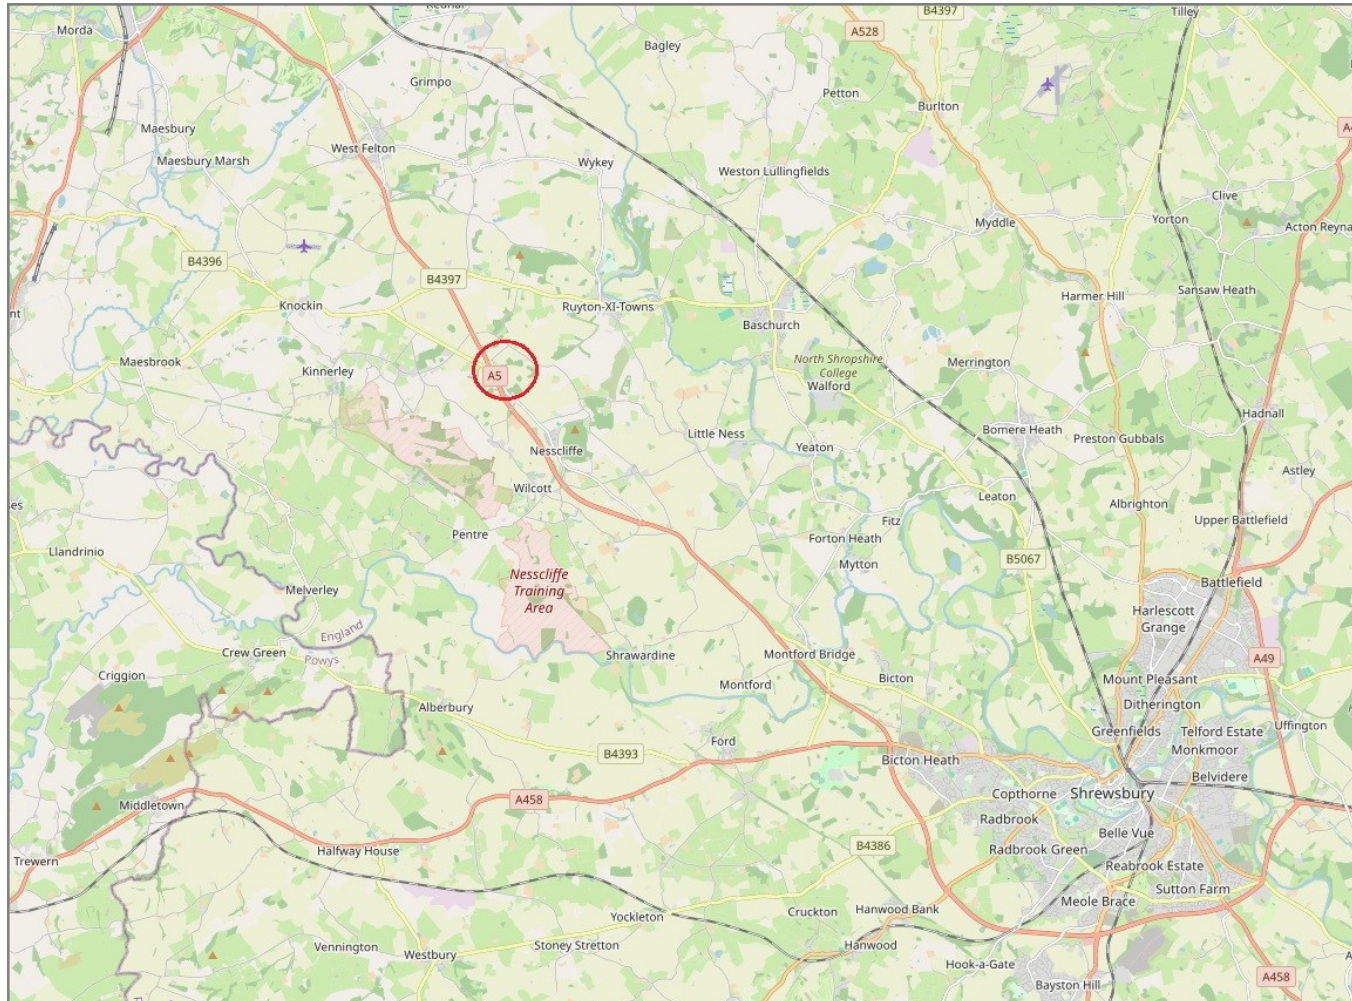 Morda
Rednal
B4397
Tilley
A528
Bagley
Grimpo
Petton
Burlton
Maesbury
West Felton
Maesbury Marsh
Wykey
Weston Lullingfields
Clive
Myddle
Yorton
Acton Reyna
B4396
B4397
Knockin
Ruyton-XI-Towns
Harmer Hill
Sansaw Heath
nt
Baschurch
Maesbrook
Kinnerley
A5
North Shropshire
College
Walford
Merrington
Hadnall
Little Ness
Bomere Heath
Preston Gubbals
Nesscliffe
Yeaton
Astley
Wilcott
Leaton
Albrighton
ses
Fitz
Upper Battlefield
Pentre
Forton Heath
Llandrinio
Mytton
B5067
Nesscliffe
Training
Area
Melverley
Battlefield
Harlescott
Grange
England
Powys
Crew Green
Shrawardine
Montford Bridge
A49
Criggion
Montford
Bicton
Mount Pleasant
Ditherington
Alberbury
Uffington
Greenfields
Telford Estate
Monkmoor
B4393
Ford
Bicton Heath
Belvidere
Copthorne
Shrewsbury
A458
Middletown
Radbrook
Belle Vue
Trewern
Halfway House
B4386
Radbrook Green
Reabrook Estate
Sutton Farm
Meole Brace
Yockleton
Cruckton
Hanwood Bank
Vennington
Westbury
Stoney Stretton
Hanwood
Hook-a-Gate
Bayston Hill
A458